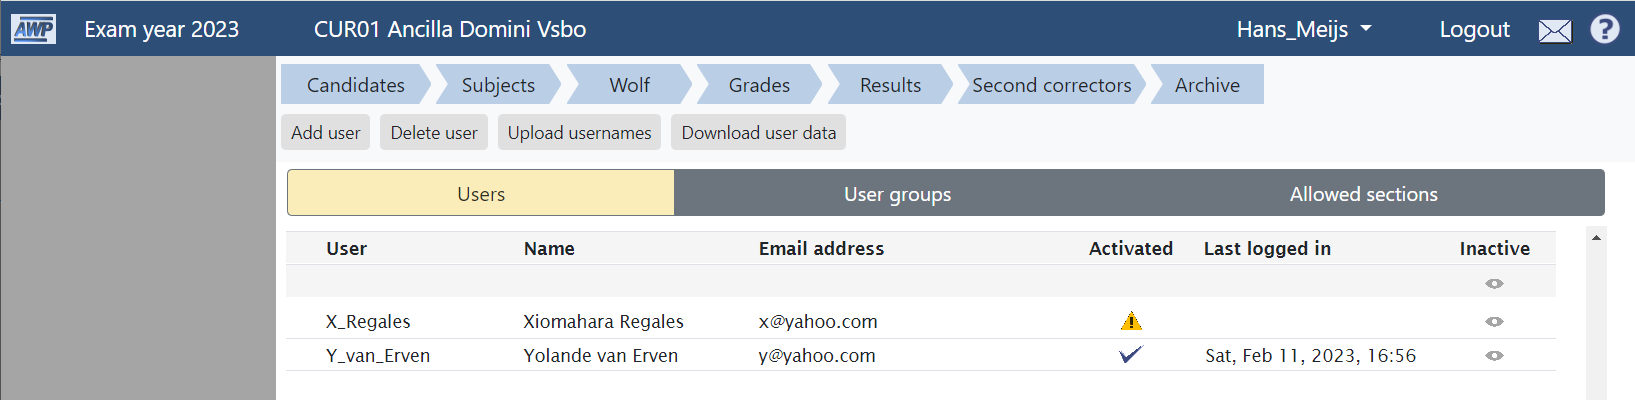 AWP Exam year 2023 CUR01 Ancilla Domini Vsbo Hans_Meijs Logout ?
Candidates Subjects Wolf Grades Results Second correctors Archive
Add user Delete user Upload usernames Download user data
Users User groups Allowed sections
User Name Email address Activated Last logged in Inactive
X_Regales Xiomahara Regales x@yahoo.com
Y_van_Erven Yolande van Erven y@yahoo.com Sat, Feb 11, 2023, 16:56